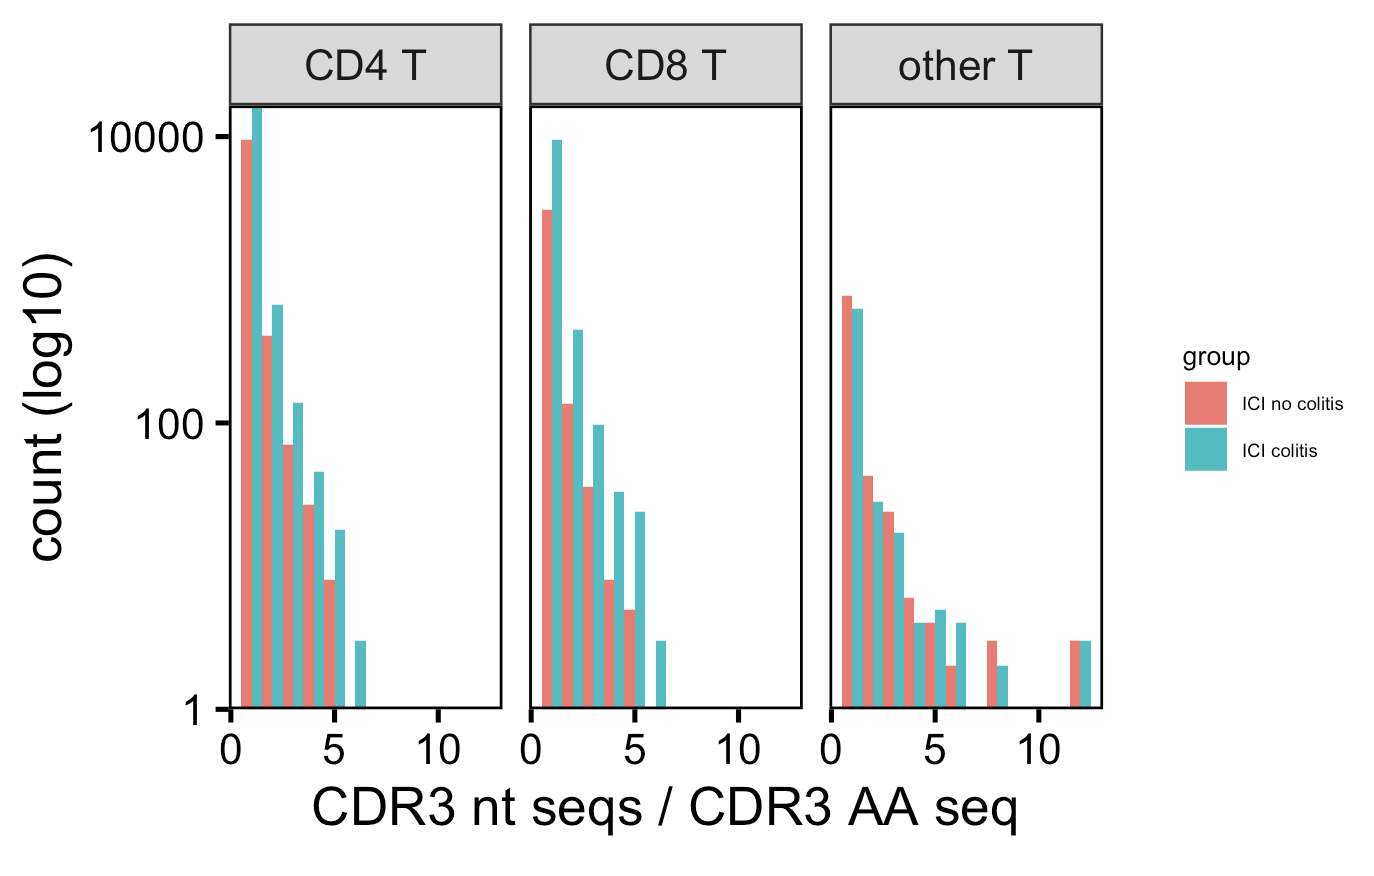 CD4 T CD8 T other T
10000
100
1
count (log10)
0 5 10 0 5 10 0 5 10
CDR3 nt seqs / CDR3 AA seq
group
ICI no colitis
ICI colitis